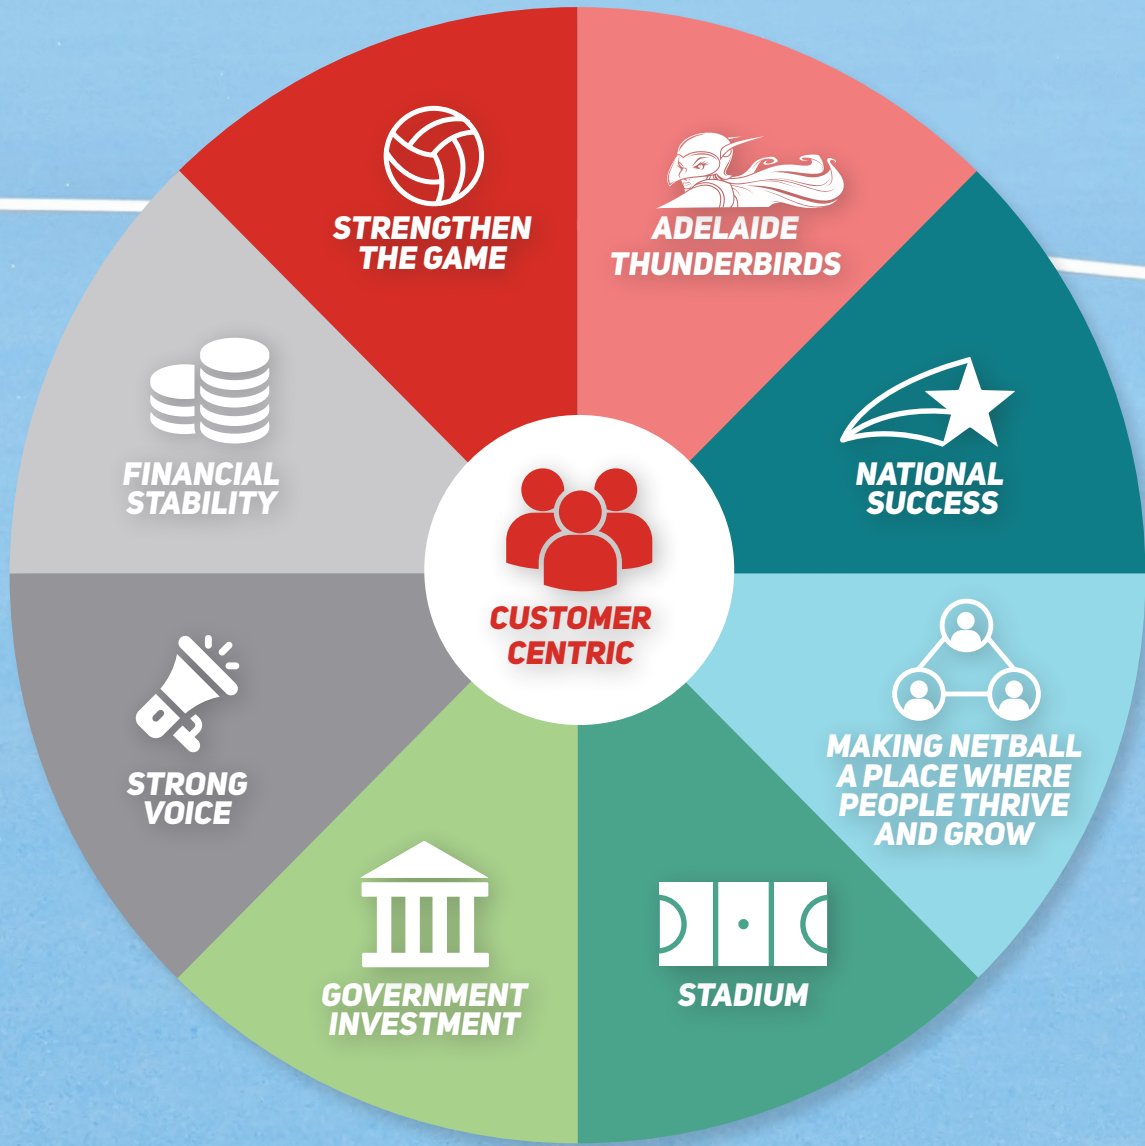 STRENGTHEN
THE GAME
ADELAIDE
THUNDERBIRDS
FINANCIAL
STABILITY
NATIONAL
SUCCESS
CUSTOMER
CENTRIC
STRONG
VOICE
MAKING NETBALL
A PLACE WHERE
PEOPLE THRIVE
AND GROW
GOVERNMENT
INVESTMENT
STADIUM